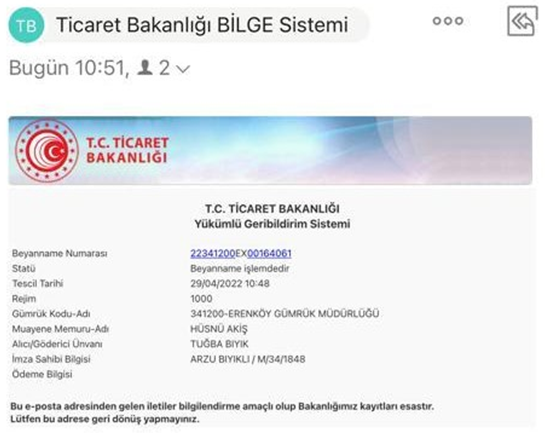 TB Ticaret Bakanlığı BİLGE Sistemi
Bugün 10:51, 2
T.C. TİCARET
BAKANLIĞI
T.C. TİCARET BAKANLIĞI
Yükümlü Geribildirim Sistemi
Beyanname Numarası 22341200EX00164061
Statü Beyanname işlemdedir
Tescil Tarihi 29/04/2022 10:48
Rejim 1000
Gümrük Kodu-Adı 341200-ERENKÖY GÜMRÜK MÜDÜRLÜĞÜ
Muayene Memuru-Adı HÜSNÜ AKİŞ
Alıcı/Göderici Ünvanı TUĞBA BIYIK
İmza Sahibi Bilgisi ARZU BIYIKLI / M/34/1848
Ödeme Bilgisi
Bu e-posta adresinden gelen iletiler bilgilendirme amaçlı olup Bakanlığımız kayıtları esastır.
Lütfen bu adrese geri dönüş yapmayınız.